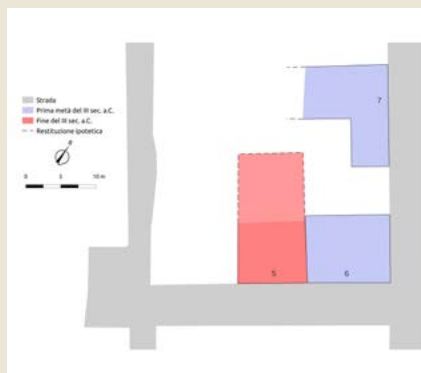 Strada
Prima metà del III sec. a.C.
Fine del III sec. a.C.
Restituzione ipotetica
0 5 10 m
7
5 6